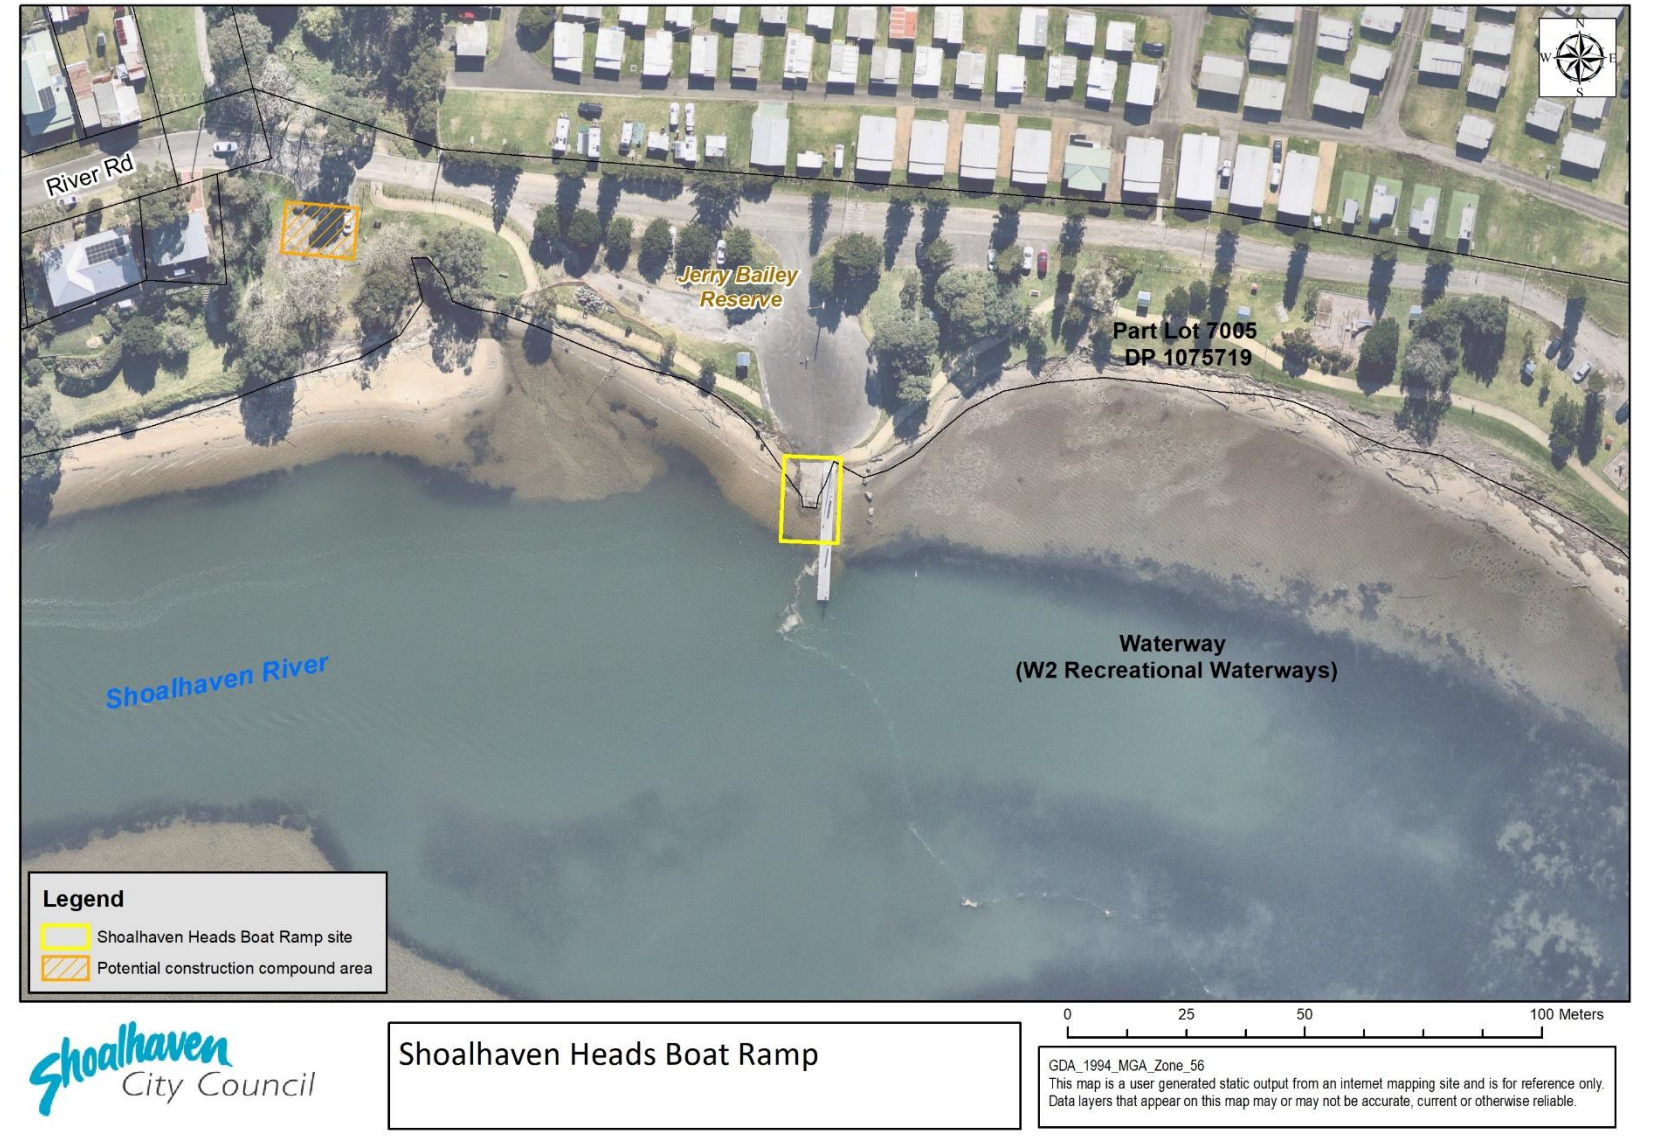 N
W E
S
River Rd
Jerry Bailey
Reserve
Part Lot 7005
DP 1075719
Waterway
(W2 Recreational Waterways)
Shoalhaven River
Legend
Shoalhaven Heads Boat Ramp site
Potential construction compound area
Shoalhaven
City Council
Shoalhaven Heads Boat Ramp
0 25 50 100 Meters
GDA_1994_MGA_Zone_56
This map is a user generated static output from an internet mapping site and is for reference only.
Data layers that appear on this map may or may not be accurate, current or otherwise reliable.